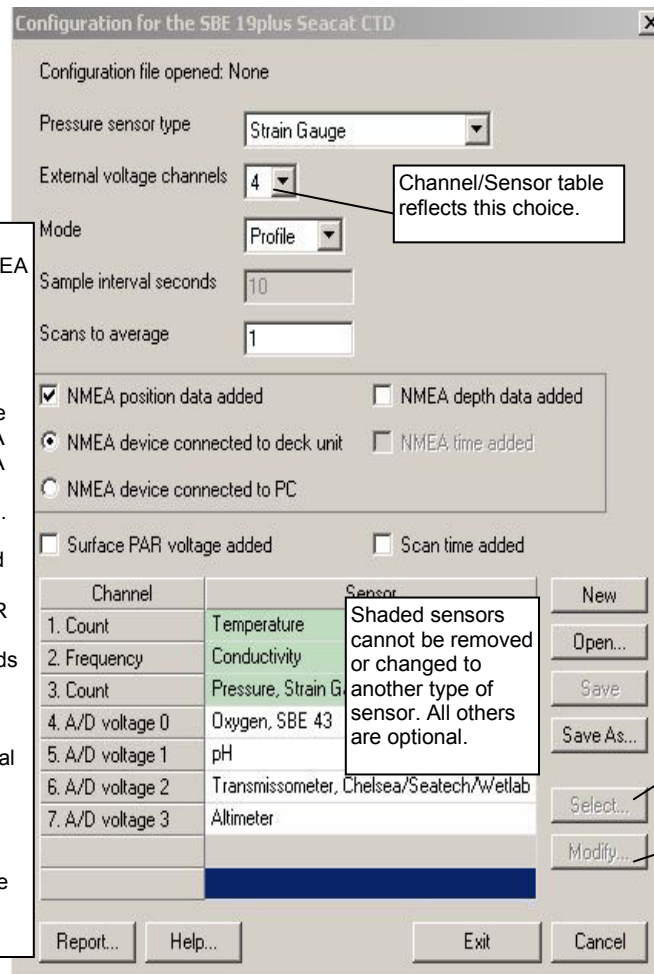 Configuration for the SBE 19plus Seacat CTD
Configuration file opened: None
Pressure sensor type Strain Gauge
External voltage channels 4
Channel/Sensor table
reflects this choice.
Mode Profile
Sample interval seconds 10
Scans to average 1
EA
e
A
A
.
d
R
ds
al
e
NMEA position data added NMEA depth data added
NMEA device connected to deck unit NMEA time added
NMEA device connected to PC
Surface PAR voltage added Scan time added
Channel Sensor
Shaded sensors
cannot be removed
or changed to
another type of
sensor. All others
are optional.
1. Count Temperature
2. Frequency Conductivity
3. Count Pressure, Strain G
4. A/D voltage 0 Oxygen, SBE 43
5. A/D voltage 1 pH
6. A/D voltage 2 Transmissometer, Chelsea/Seatech/Wetlab
7. A/D voltage 3 Altimeter
New
Open...
Save
Save As...
Select...
Modify...
Report... Help... Exit Cancel